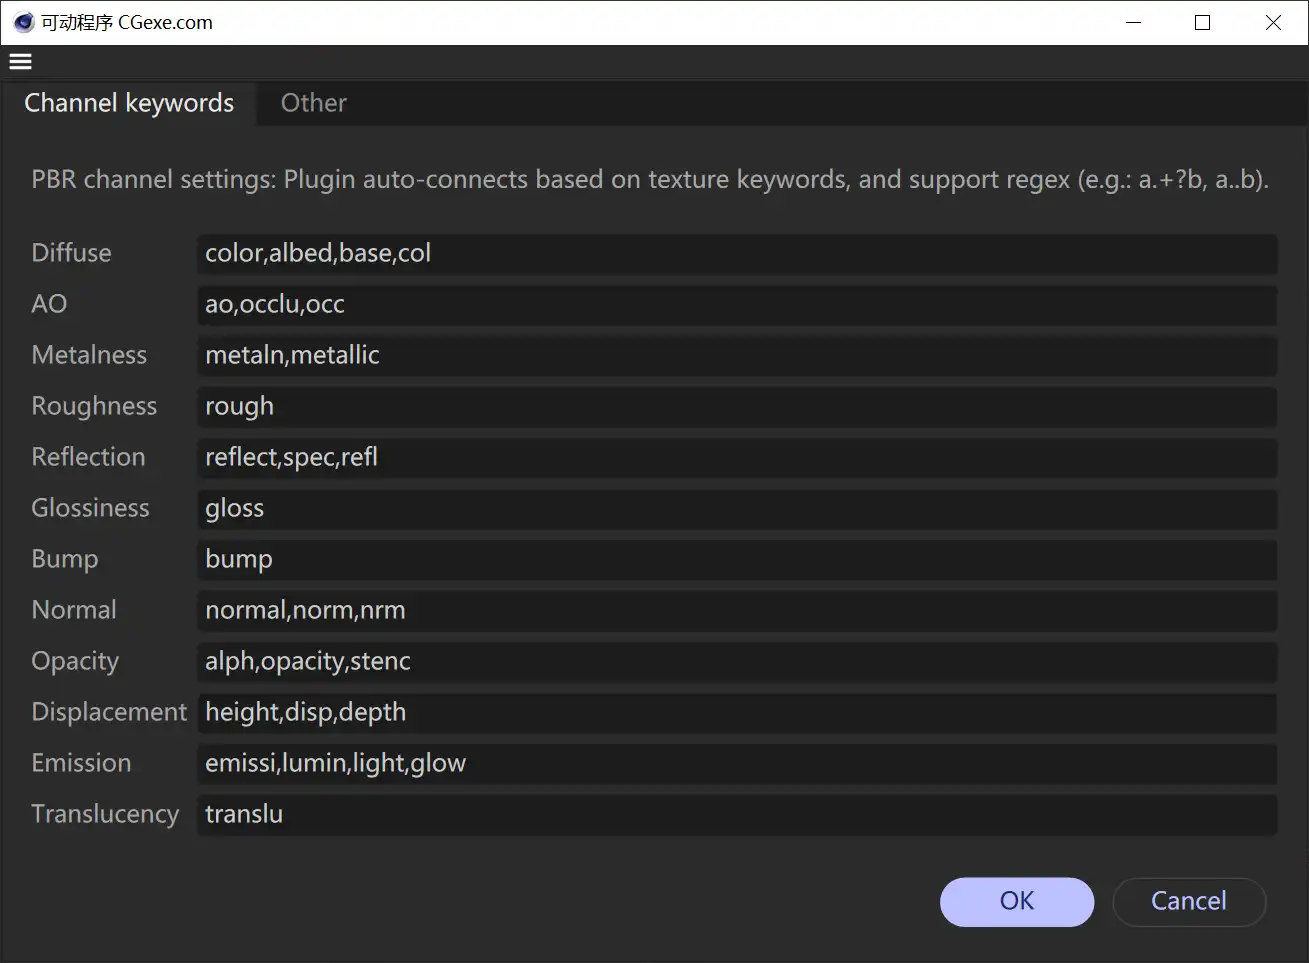 可动程序 CGexe.com
Channel keywords Other
PBR channel settings: Plugin auto-connects based on texture keywords, and support regex (e.g.: a.+?b, a..b).
Diffuse color,albed,base,col
AO ao,occlu,occ
Metalness metaln,metallic
Roughness rough
Reflection reflect,spec,refl
Glossiness gloss
Bump bump
Normal normal,norm,nrm
Opacity alph,opacity,stenc
Displacement height,disp,depth
Emission emissi,lumin,light,glow
Translucency translu
OK Cancel